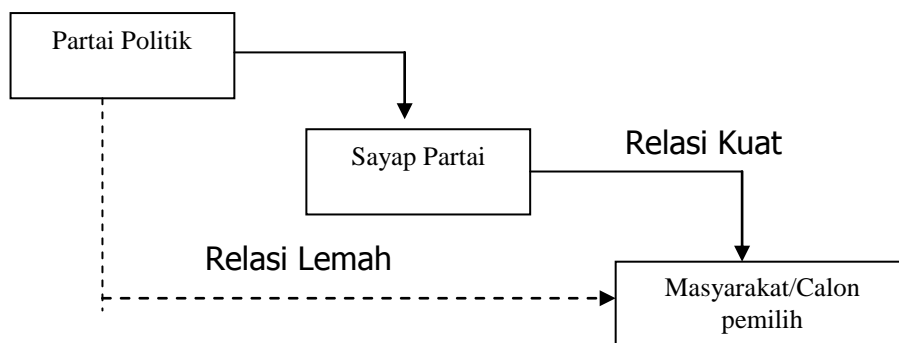 Partai Politik
Sayap Partai
Relasi Kuat
Relasi Lemah
Masyarakat/Calon
pemilih